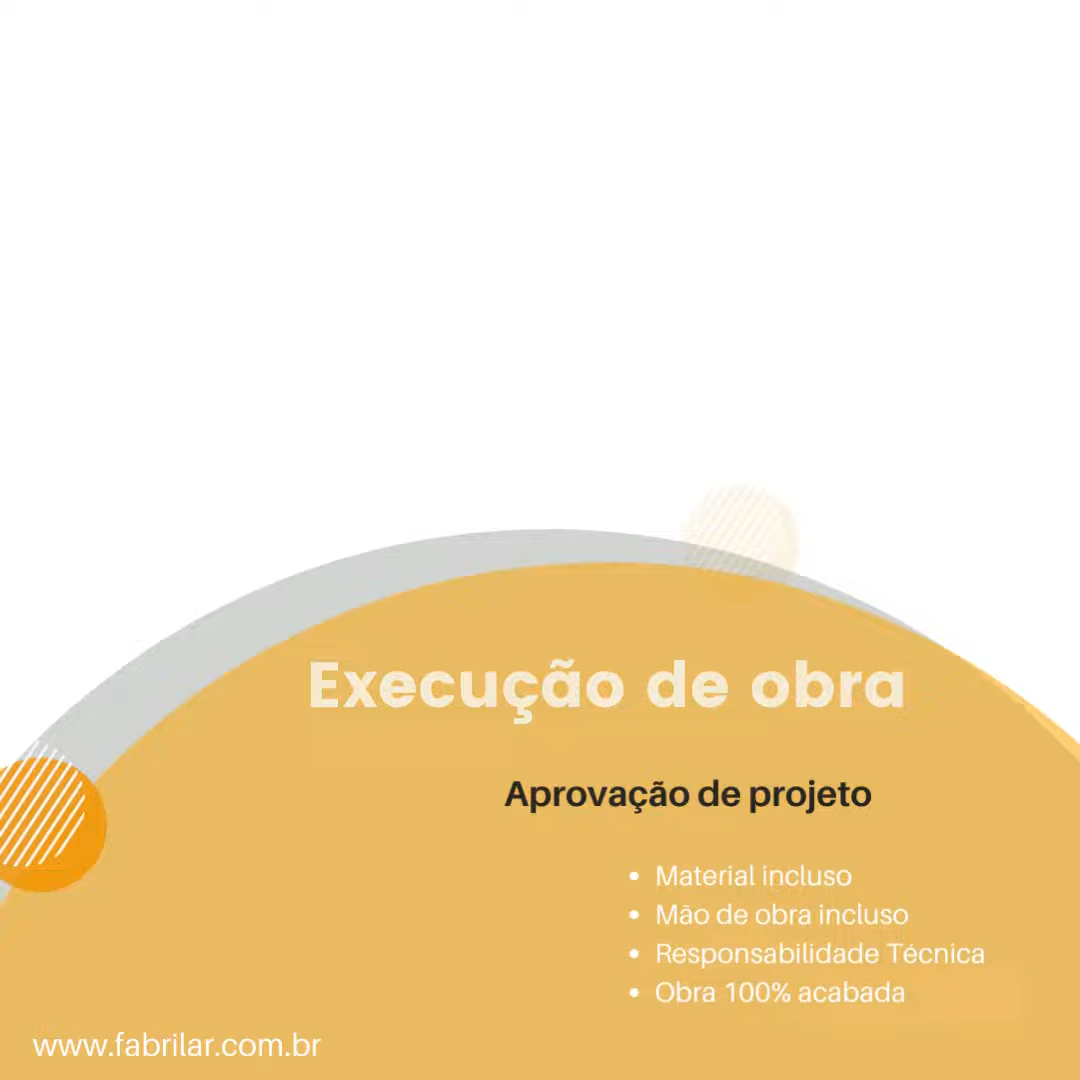 Execução de obra
Aprovação de projeto
• Material incluso
• Mão de obra incluso
• Responsabilidade Técnica
• Obra 100% acabada
www.fabrilar.com.br